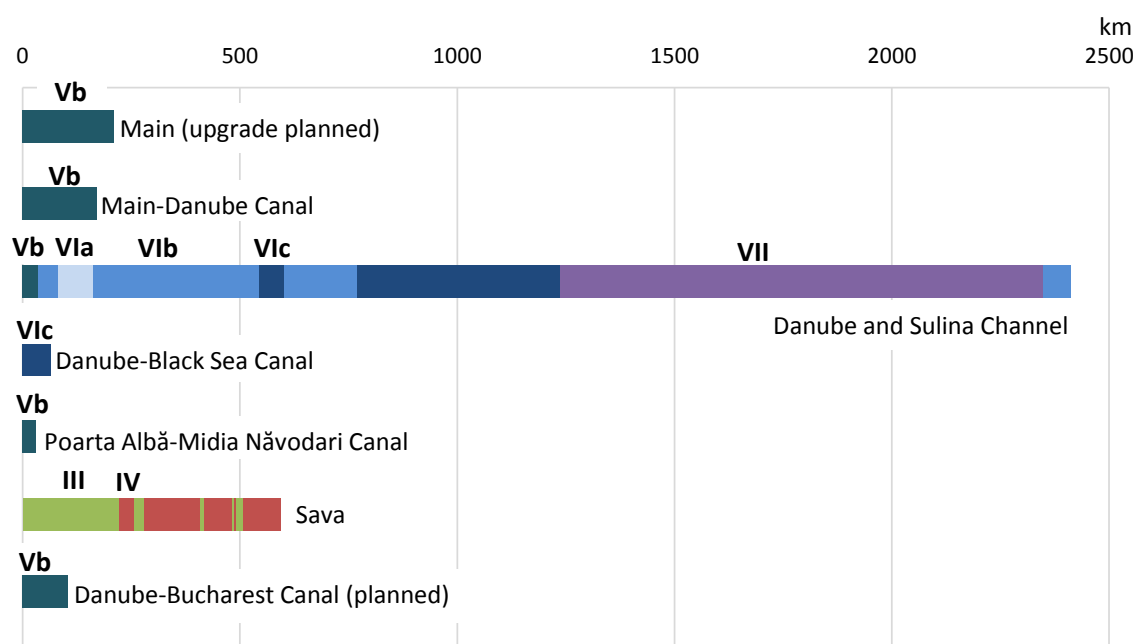 km
0 500 1000 1500 2000 2500
Vb
Main (upgrade planned)
Vb
Main-Danube Canal
Vb VIa VIb VIc VII
Danube and Sulina Channel
VIc
Danube-Black Sea Canal
Vb
Poarta Albă-Midia Năvodari Canal
III IV
Sava
Vb
Danube-Bucharest Canal (planned)